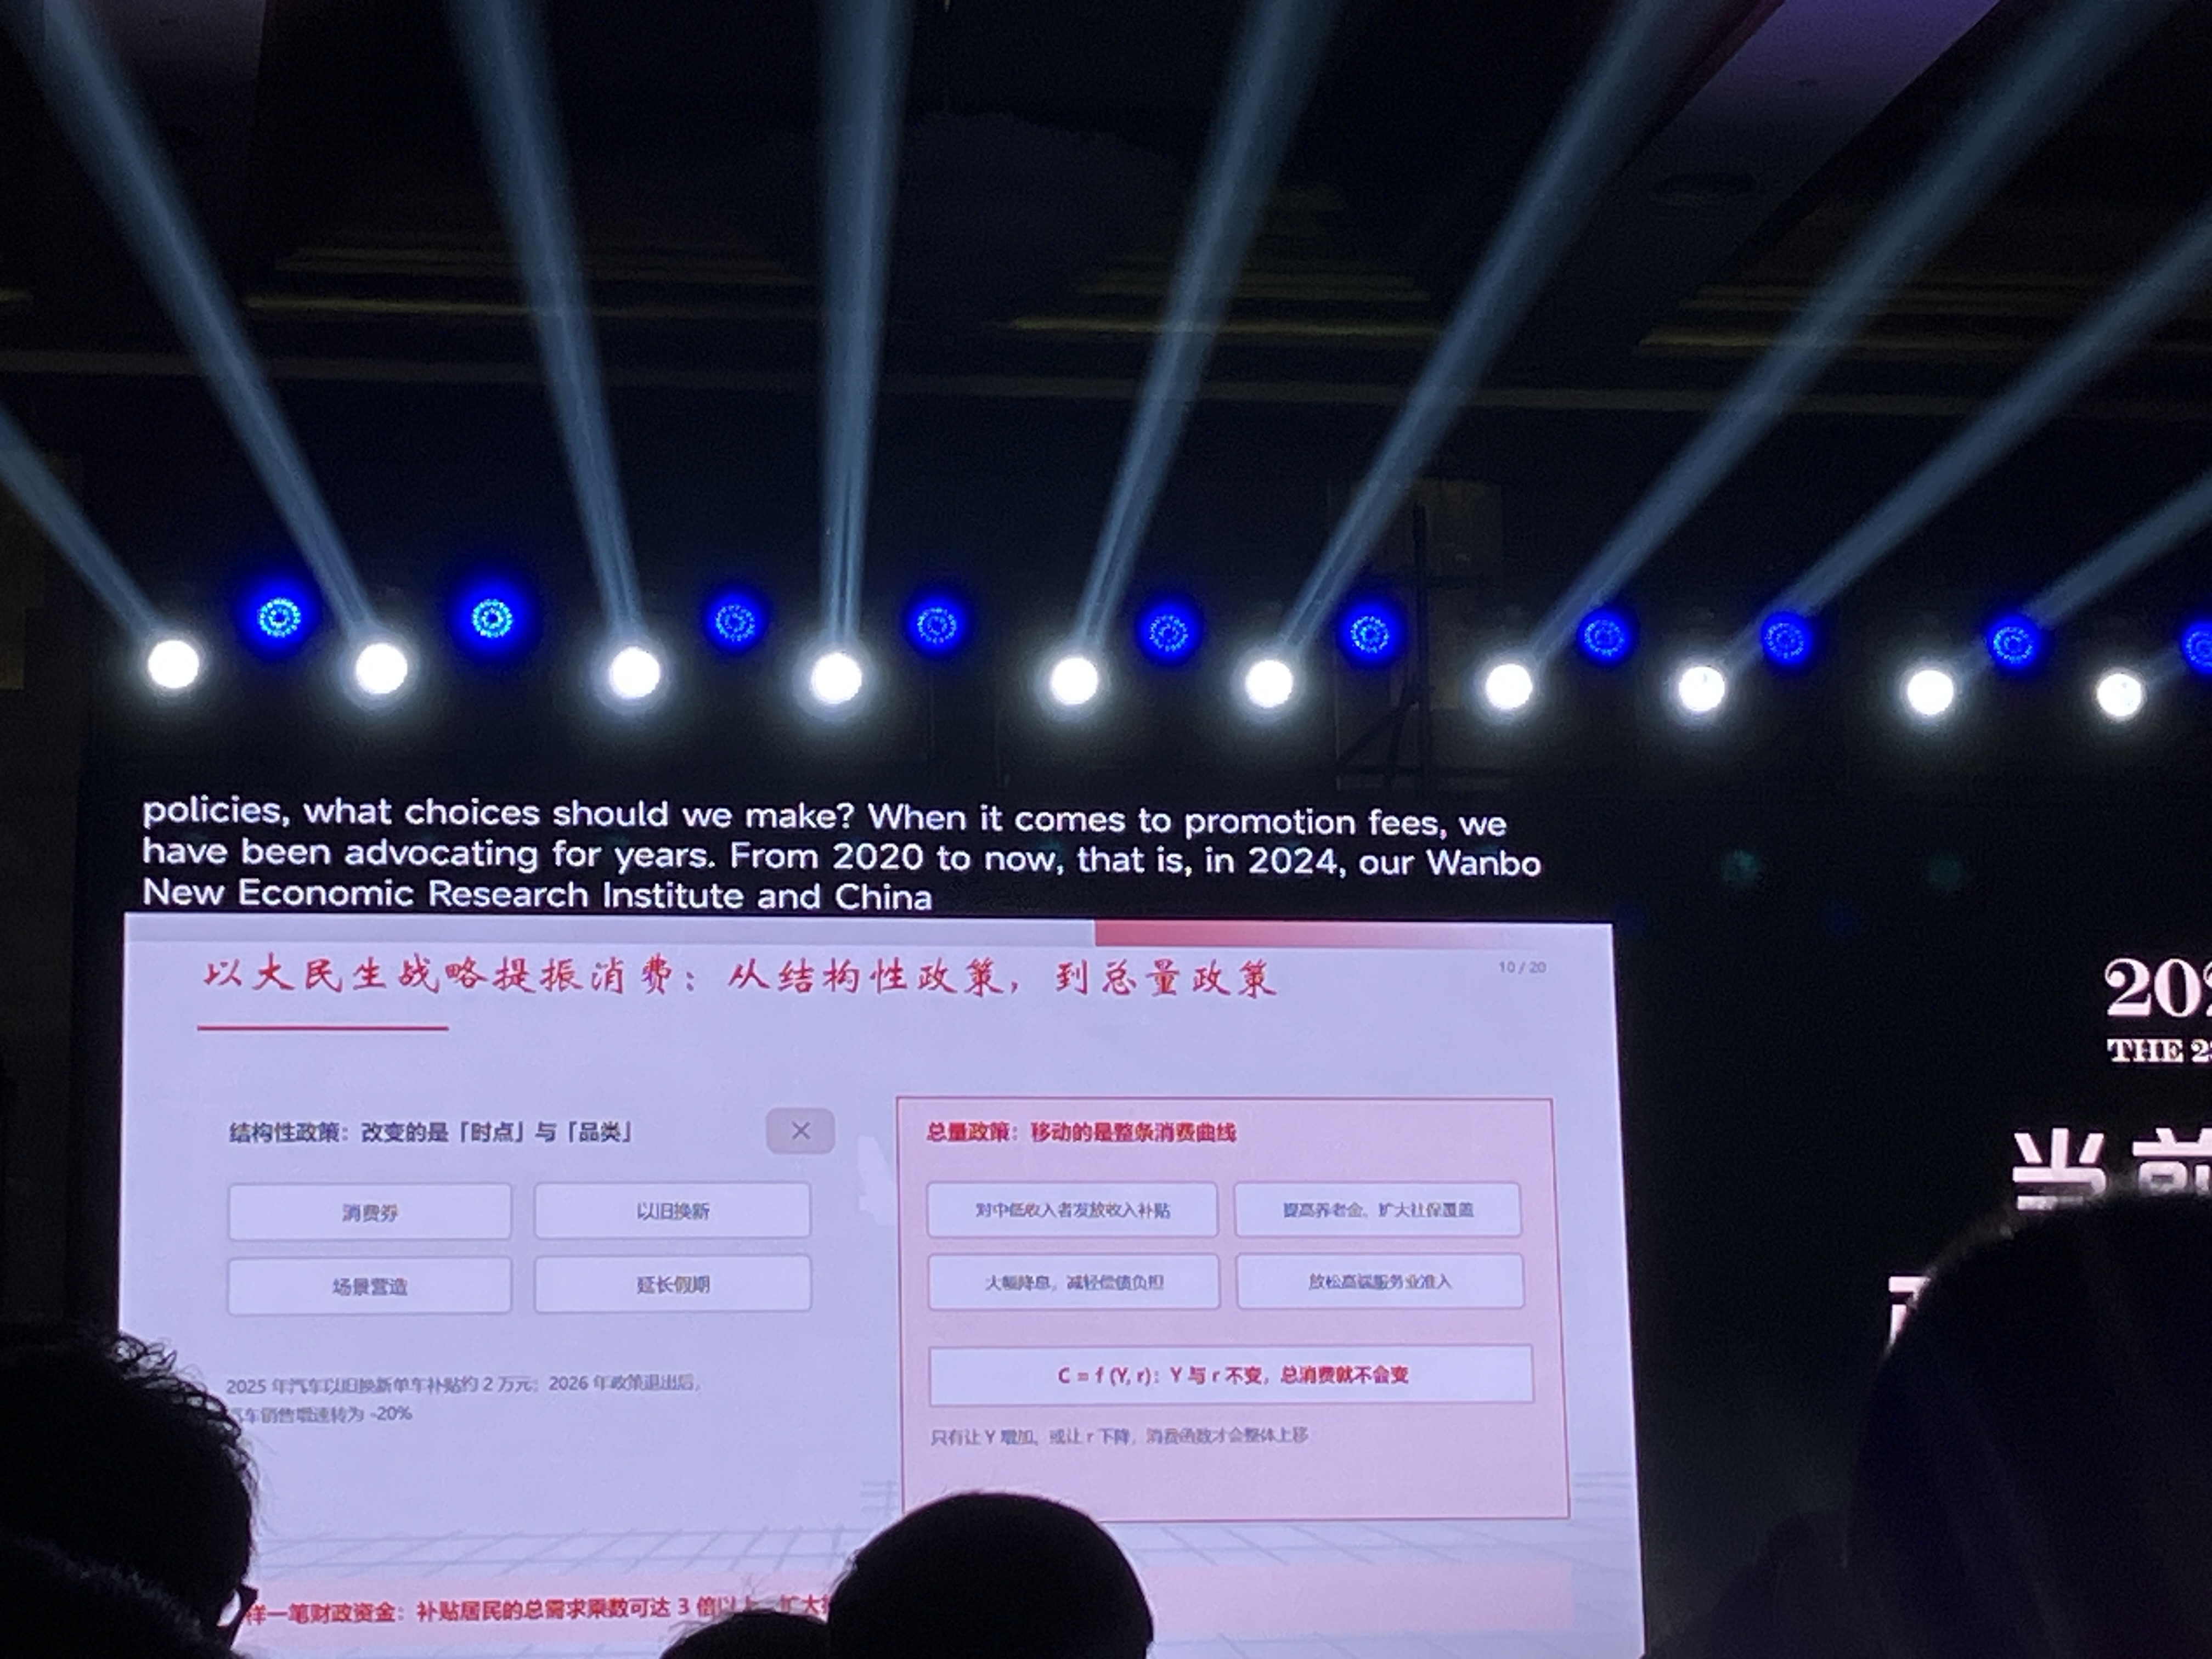 policies, what choices should we make? When it comes to promotion fees, we
have been advocating for years. From 2020 to now, that is, in 2024, our Wanbo
New Economic Research Institute and China
以大民生战略提振消费：从结构性政策，到总量政策
10 / 20
结构性政策：改变的是「时点」与「品类」
消费券
以旧换新
场景营造
延长假期
2025 年汽车以旧换新单车补贴约 2 万元；2026 年政策退出后，
车销售增速转为 -20%
总量政策：移动的是整条消费曲线
对中低收入者发放收入补贴
提高养老金、扩大社保覆盖
大幅降息，减轻偿债负担
放松高端服务业准入
C = f (Y, r)：Y 与 r 不变，总消费就不会变
只有让 Y 增加、或让 r 下降，消费函数才会整体上移
样一笔财政资金：补贴居民的总需求乘数可达 3 倍以上，扩大
202
THE 2
当前